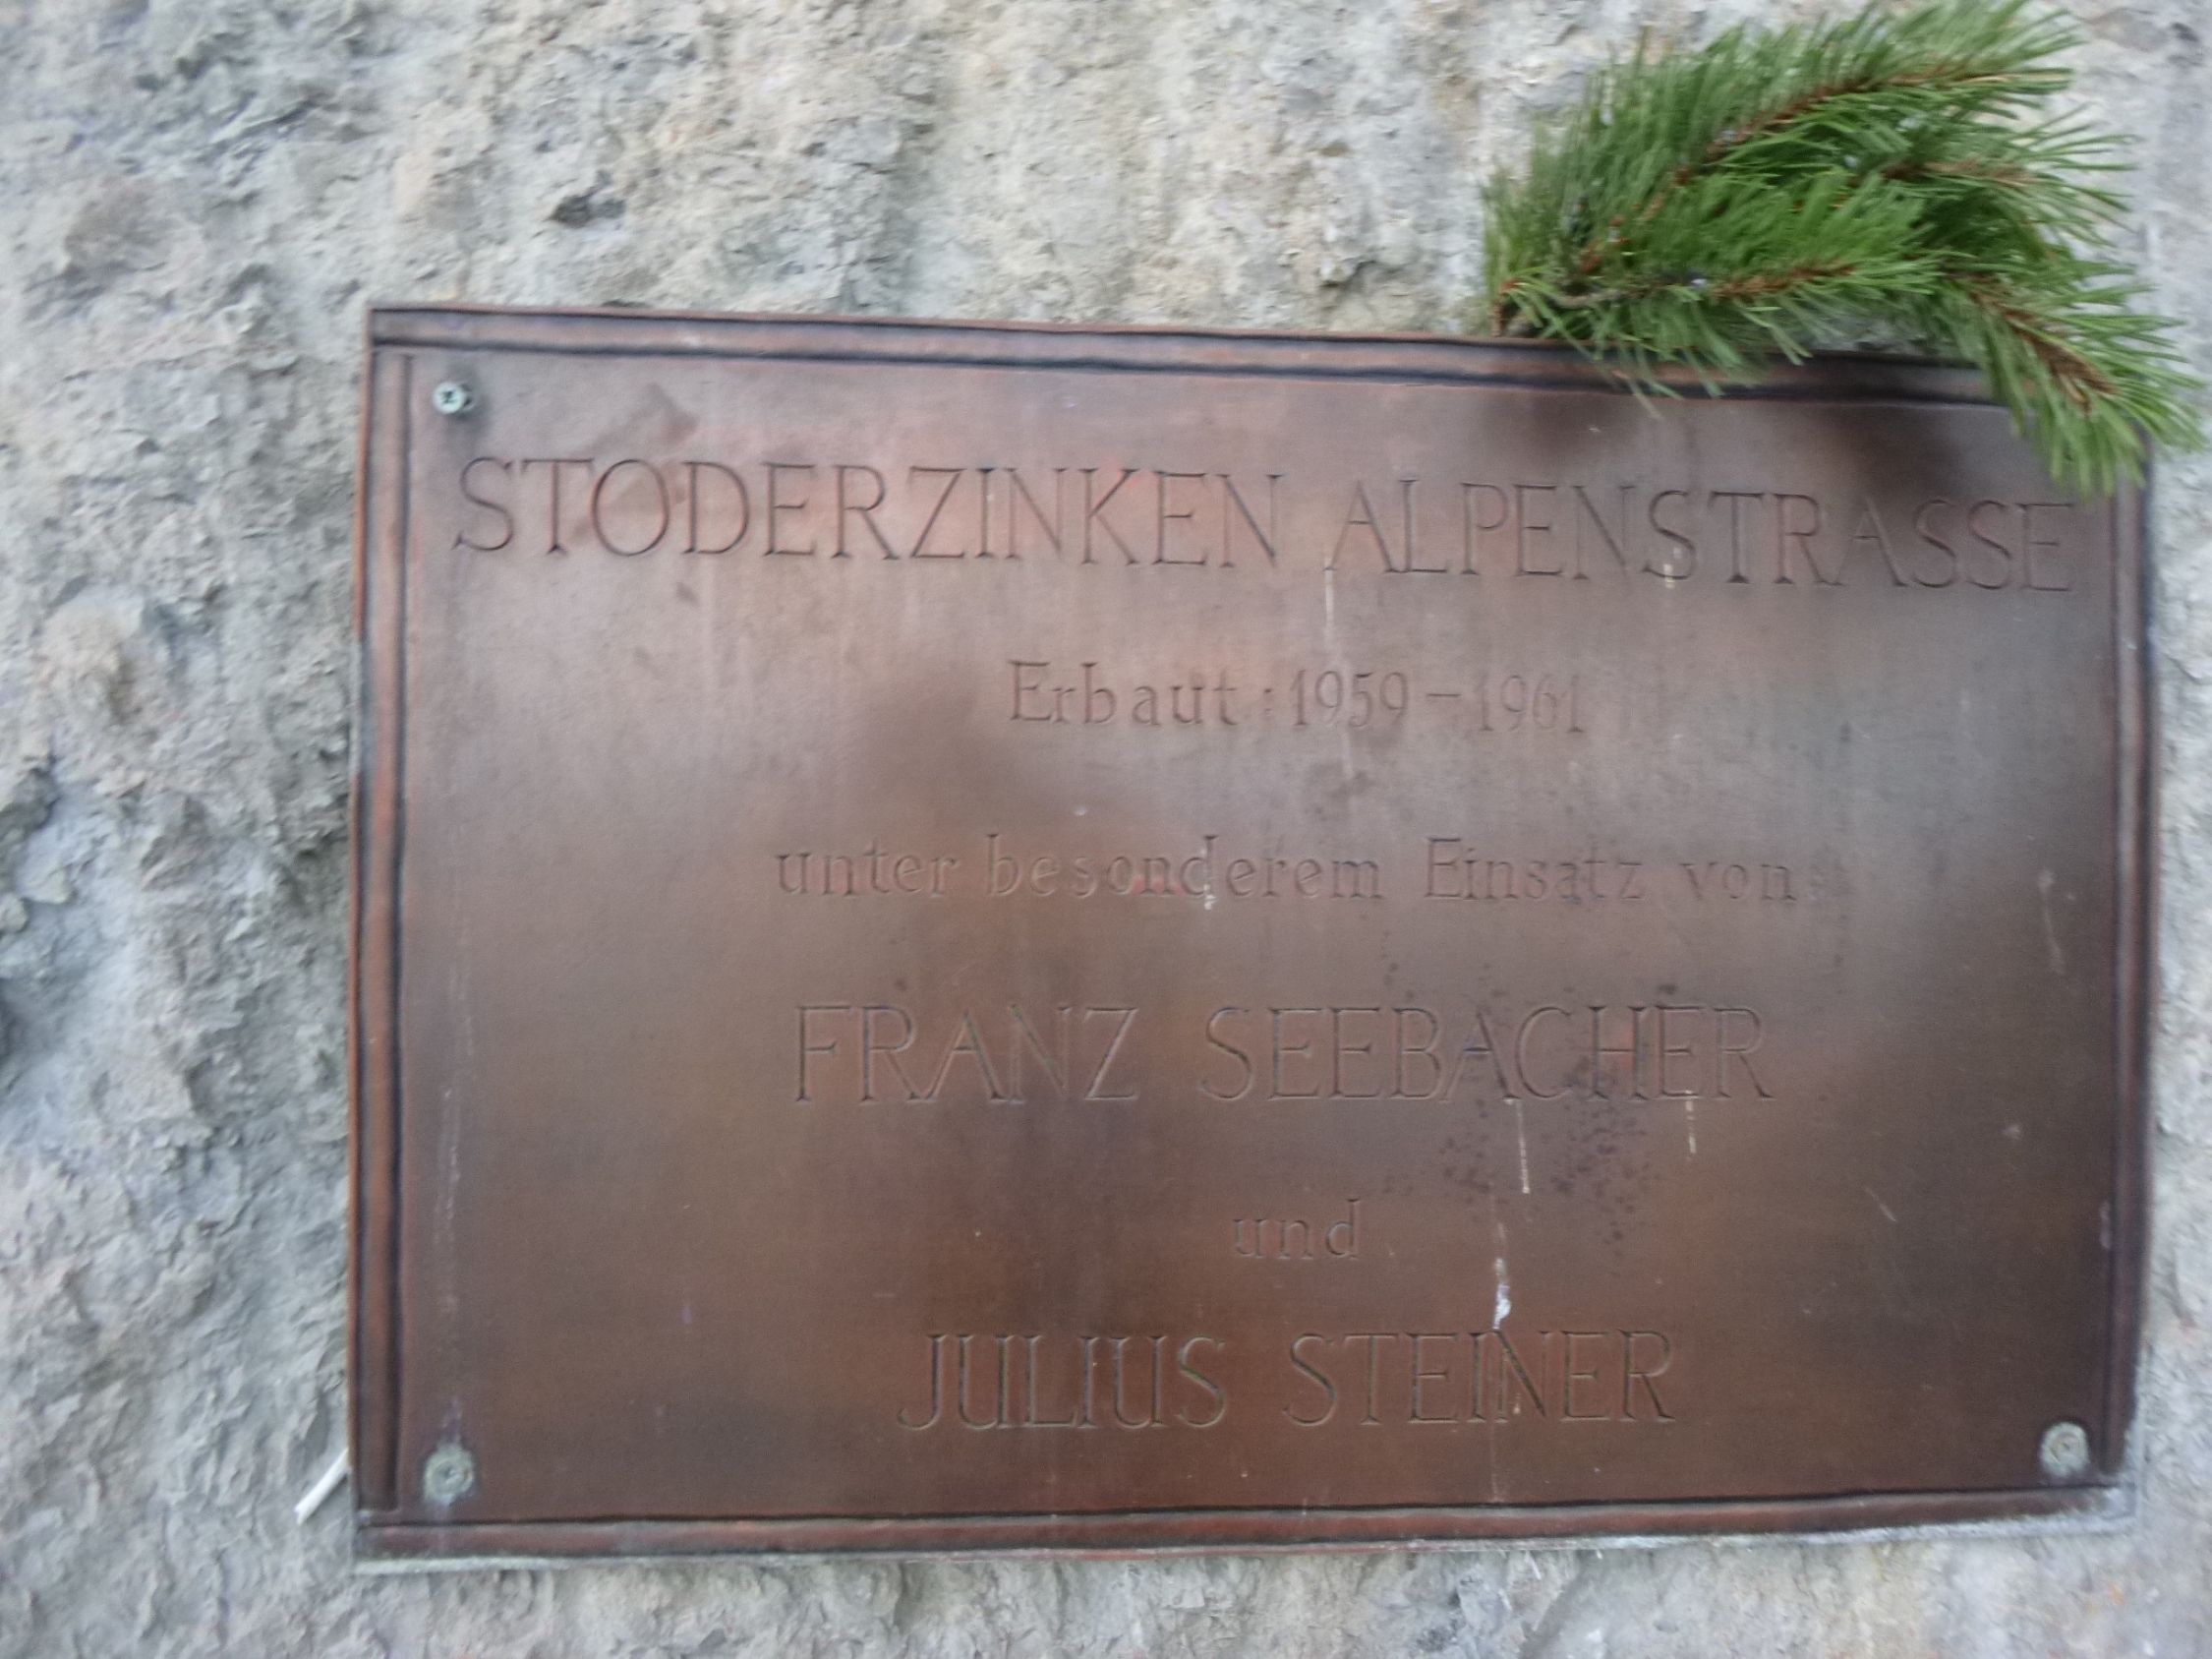 STODERZINKEN ALPENSTRASSE
Erbaut: 1959-1961
unter besonderem Einsatz von:
FRANZ SEEBACHER
und
JULIUS STEINER